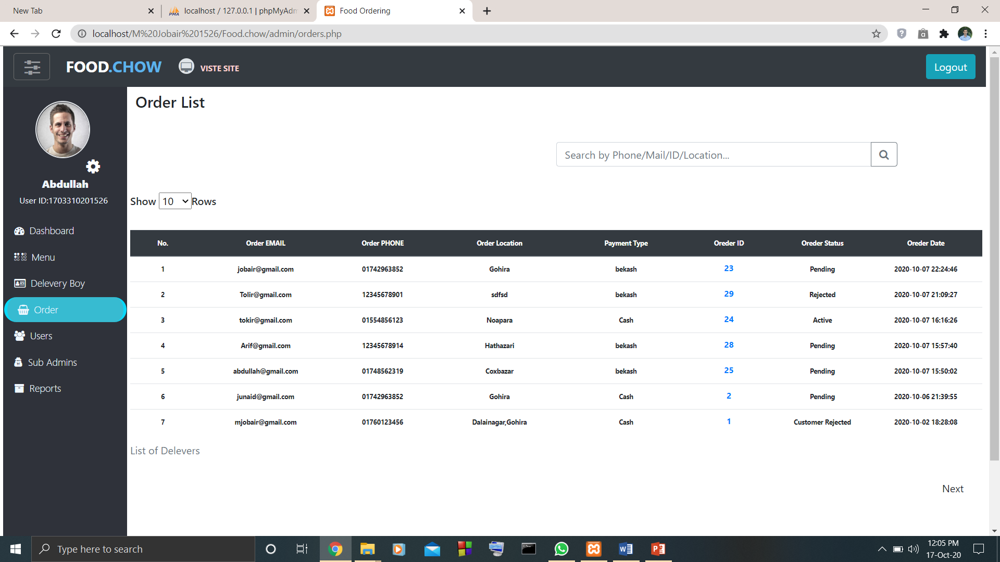 New Tab
localhost / 127.0.0.1 | phpMyAdm
Food Ordering
localhost/M%20Jobair%201526/Food.chow/admin/orders.php
FOOD.CHOW
VISTE SITE
Logout
Abdullah
User ID:1703310201526
Dashboard
Menu
Delevery Boy
Order
Users
Sub Admins
Reports
Order List
Search by Phone/Mail/ID/Location...
Show 10 Rows
No. Order EMAIL Order PHONE Order Location Payment Type Oreder ID Oreder Status Oreder Date
1 jobair@gmail.com 01742963852 Gohira bekash 23 Pending 2020-10-07 22:24:46
2 Tolir@gmail.com 12345678901 sdfsd bekash 29 Rejected 2020-10-07 21:09:27
3 tokir@gmail.com 01554856123 Noapara Cash 24 Active 2020-10-07 16:16:26
4 Arif@gmail.com 12345678914 Hathazari bekash 28 Pending 2020-10-07 15:57:40
5 abdullah@gmail.com 01748562319 Coxbazar bekash 25 Pending 2020-10-07 15:50:02
6 junaid@gmail.com 01742963852 Gohira Cash 2 Pending 2020-10-06 21:39:55
7 mjobair@gmail.com 01760123456 Dalainagar,Gohira Cash 1 Customer Rejected 2020-10-02 18:28:08
List of Delevers
Next
Type here to search
12:05 PM
17-Oct-20